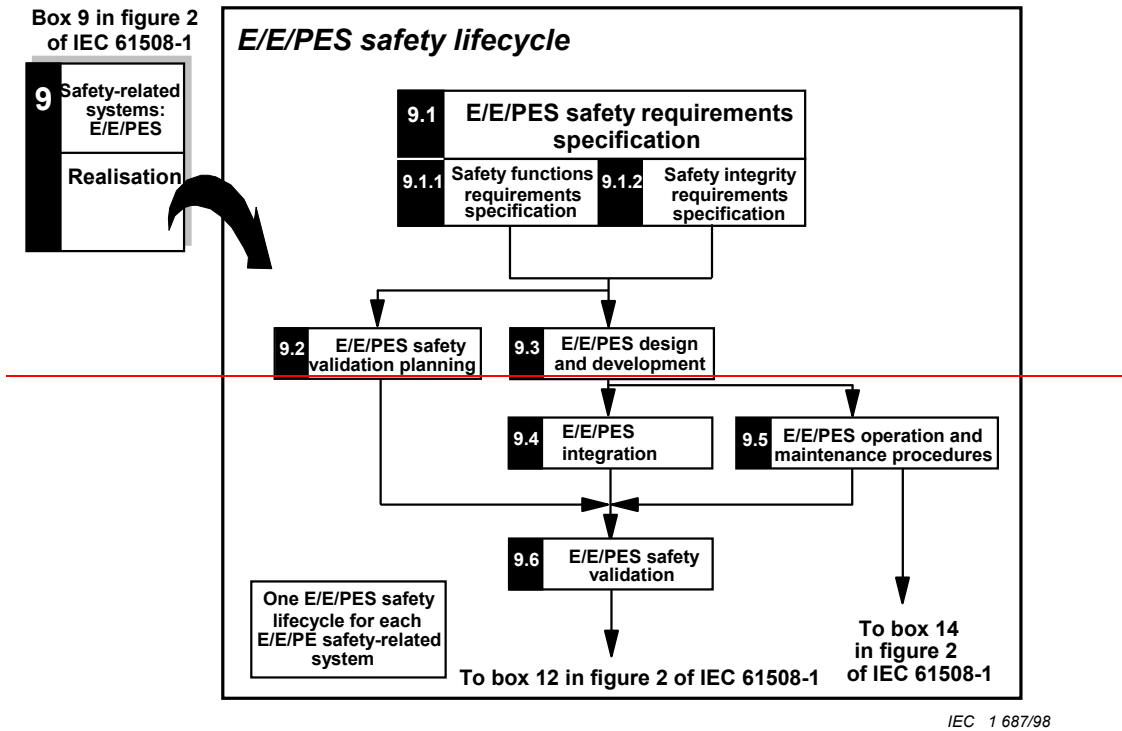 Box 9 in figure 2
of IEC 61508-1
9
Safety-related
systems:
E/E/PES
Realisation
E/E/PES safety lifecycle
9.1
E/E/PES safety requirements
specification
9.1.1
Safety functions
requirements
specification
9.1.2
Safety integrity
requirements
specification
9.2
E/E/PES safety
validation planning
9.3
E/E/PES design
and development
9.4
E/E/PES
integration
9.5
E/E/PES operation and
maintenance procedures
9.6
E/E/PES safety
validation
One E/E/PES safety
lifecycle for each
E/E/PE safety-related
system
To box 12 in figure 2 of IEC 61508-1
To box 14
in figure 2
of IEC 61508-1
IEC 1 687/98